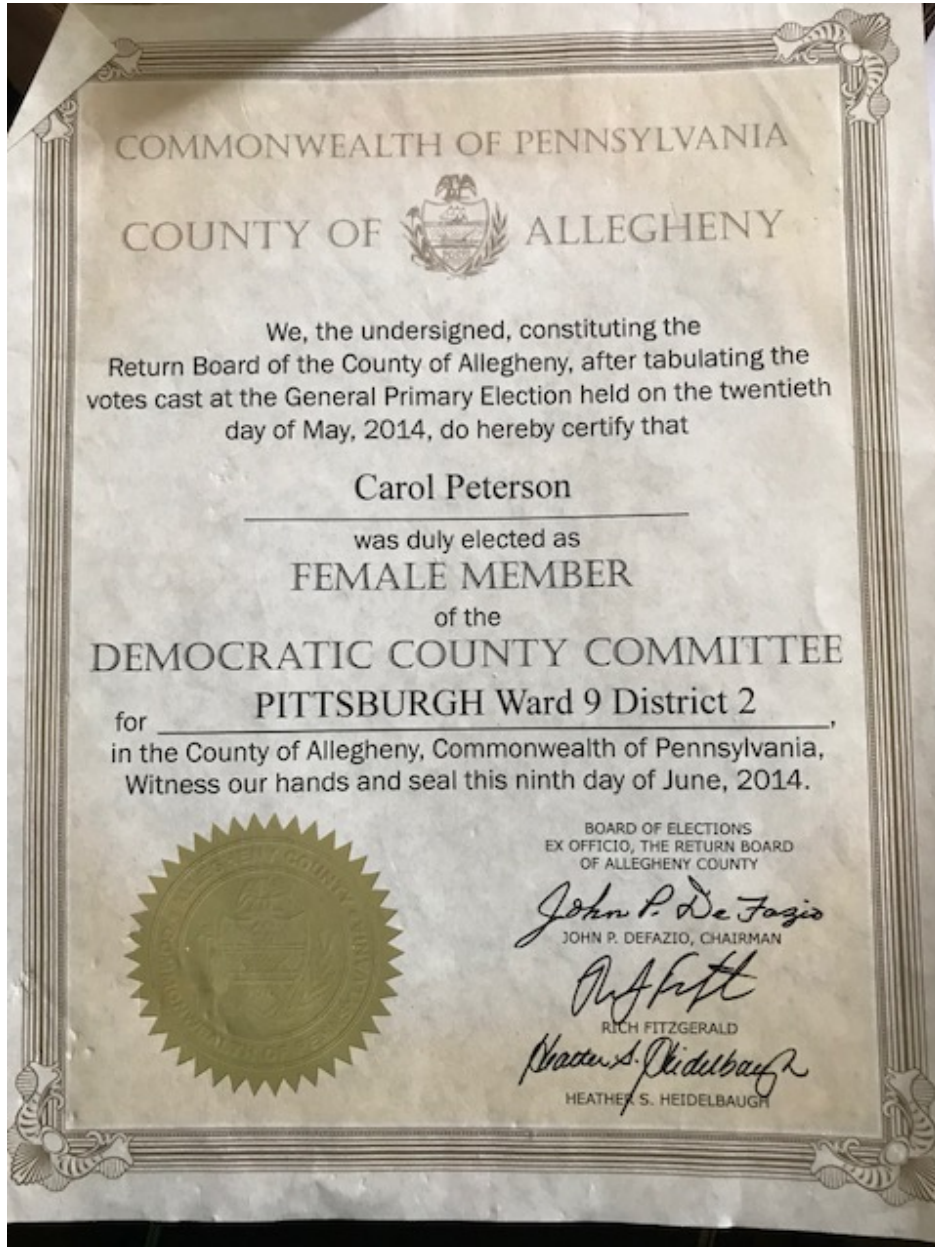 COMMONWEALTH OF PENNSYLVANIA
COUNTY OF ALLEGHENY
We, the undersigned, constituting the
Return Board of the County of Allegheny, after tabulating the
votes cast at the General Primary Election held on the twentieth
day of May, 2014, do hereby certify that
Carol Peterson
was duly elected as
FEMALE MEMBER
of the
DEMOCRATIC COUNTY COMMITTEE
for PITTSBURGH Ward 9 District 2,
in the County of Allegheny, Commonwealth of Pennsylvania,
Witness our hands and seal this ninth day of June, 2014.
BOARD OF ELECTIONS
EX OFFICIO, THE RETURN BOARD
OF ALLEGHENY COUNTY
John P. De Fazio
JOHN P. DEFAZIO, CHAIRMAN
RICH FITZGERALD
Heather S. Heidelbaugh
HEATHER S. HEIDELBAUGH